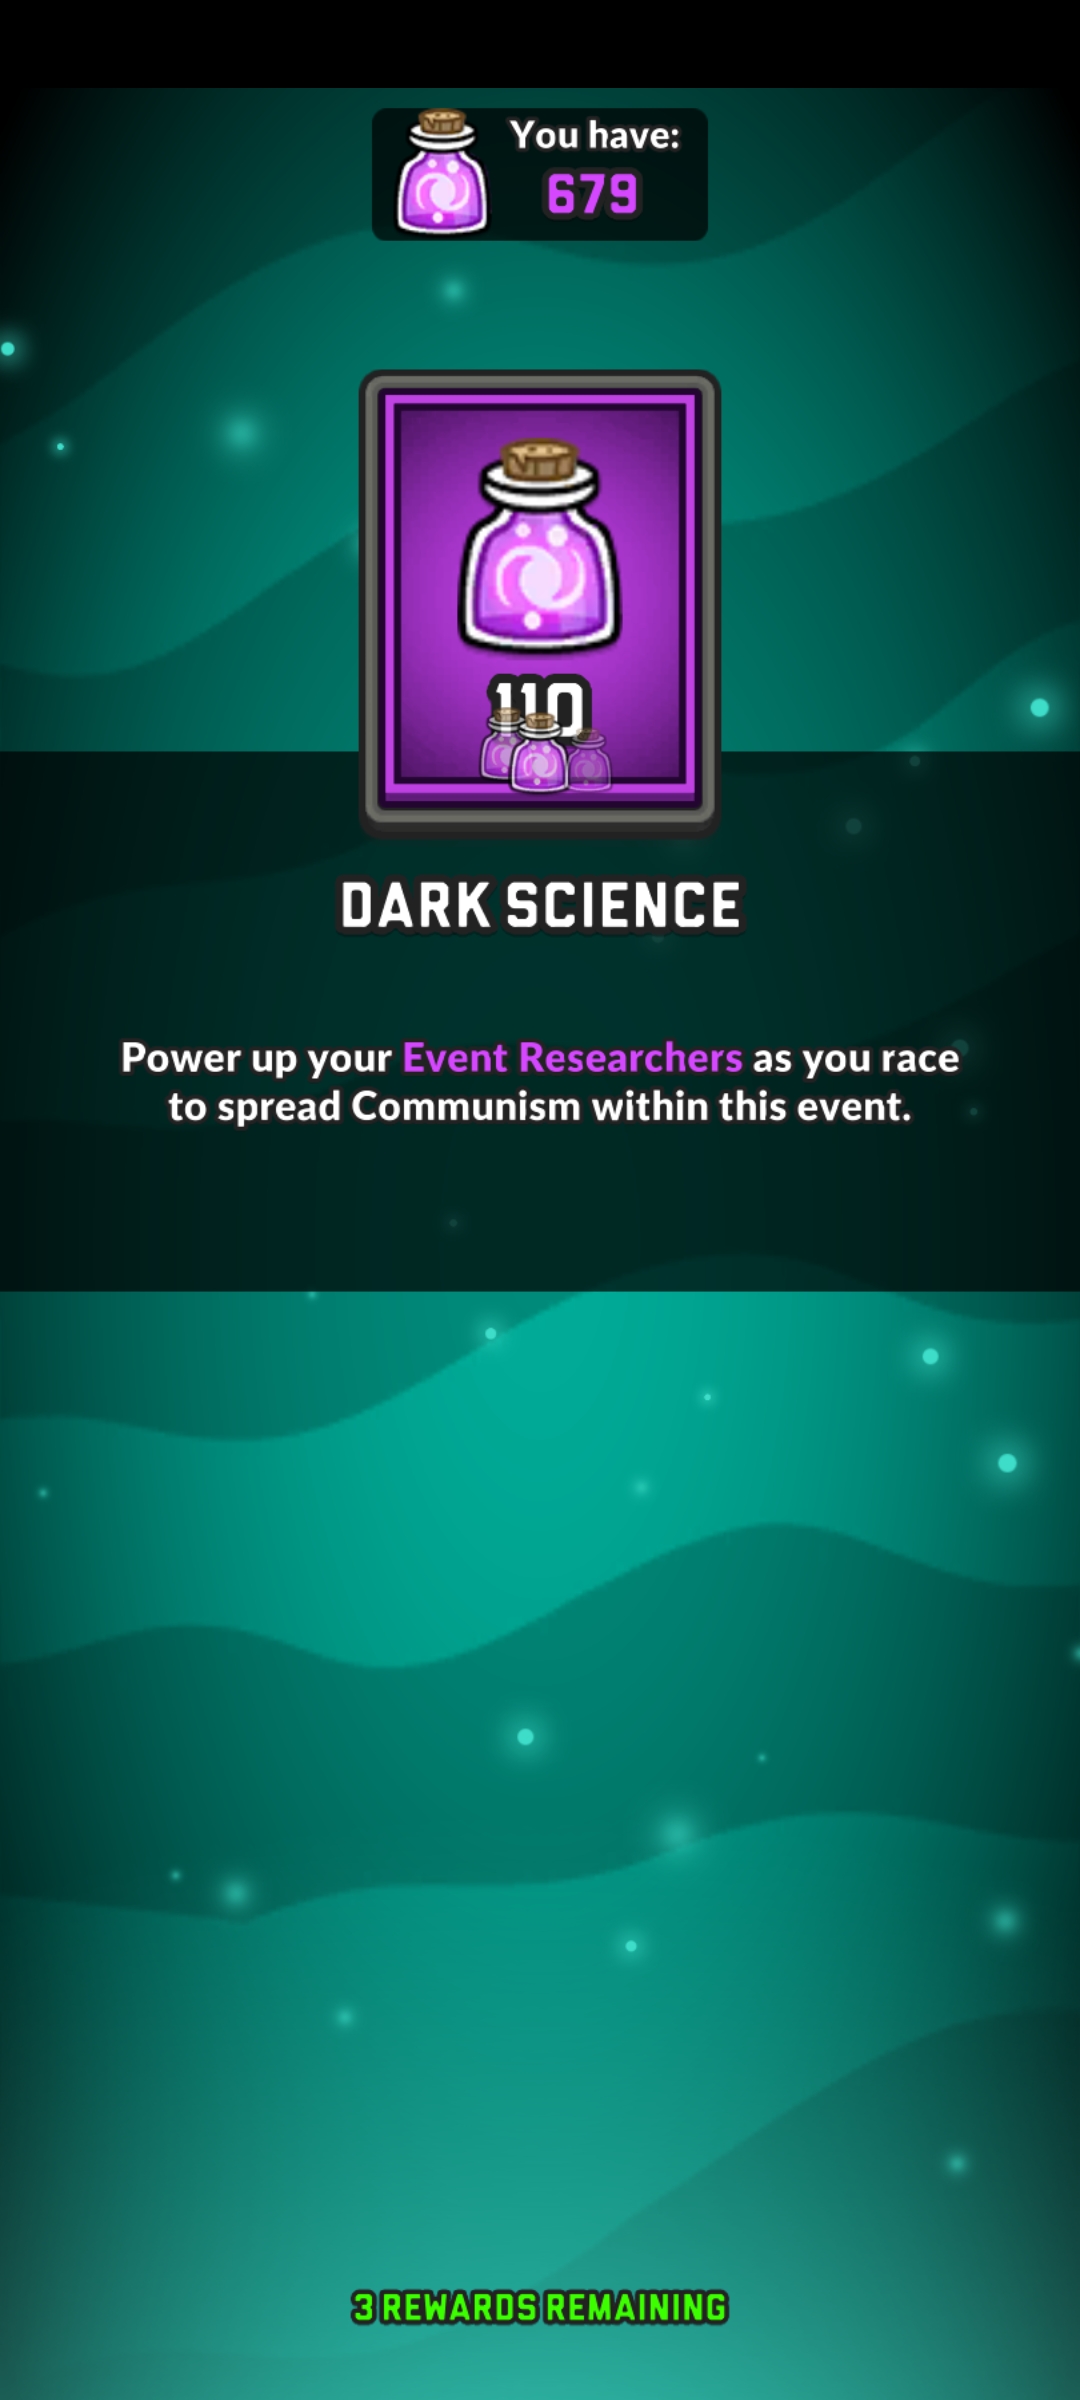 You have:
679
110
DARK SCIENCE
Power up your Event Researchers as you race
to spread Communism within this event.
3 REWARDS REMAINING